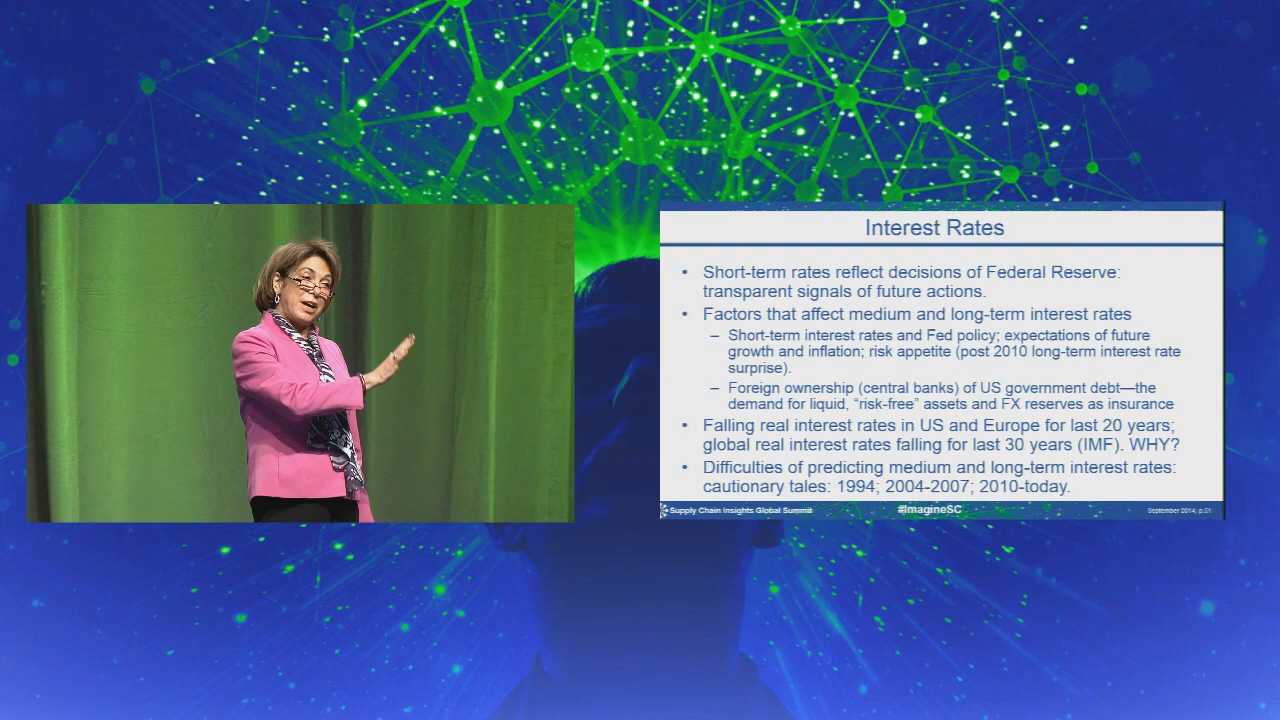 Interest Rates
• Short-term rates reflect decisions of Federal Reserve:
transparent signals of future actions.
• Factors that affect medium and long-term interest rates
– Short-term interest rates and Fed policy; expectations of future
growth and inflation; risk appetite (post 2010 long-term interest rate
surprise).
– Foreign ownership (central banks) of US government debt—the
demand for liquid, “risk-free” assets and FX reserves as insurance
• Falling real interest rates in US and Europe for last 20 years;
global real interest rates falling for last 30 years (IMF). WHY?
• Difficulties of predicting medium and long-term interest rates:
cautionary tales: 1994; 2004-2007; 2010-today.
Supply Chain Insights Global Summit
#ImagineSC
September 2014, p.51